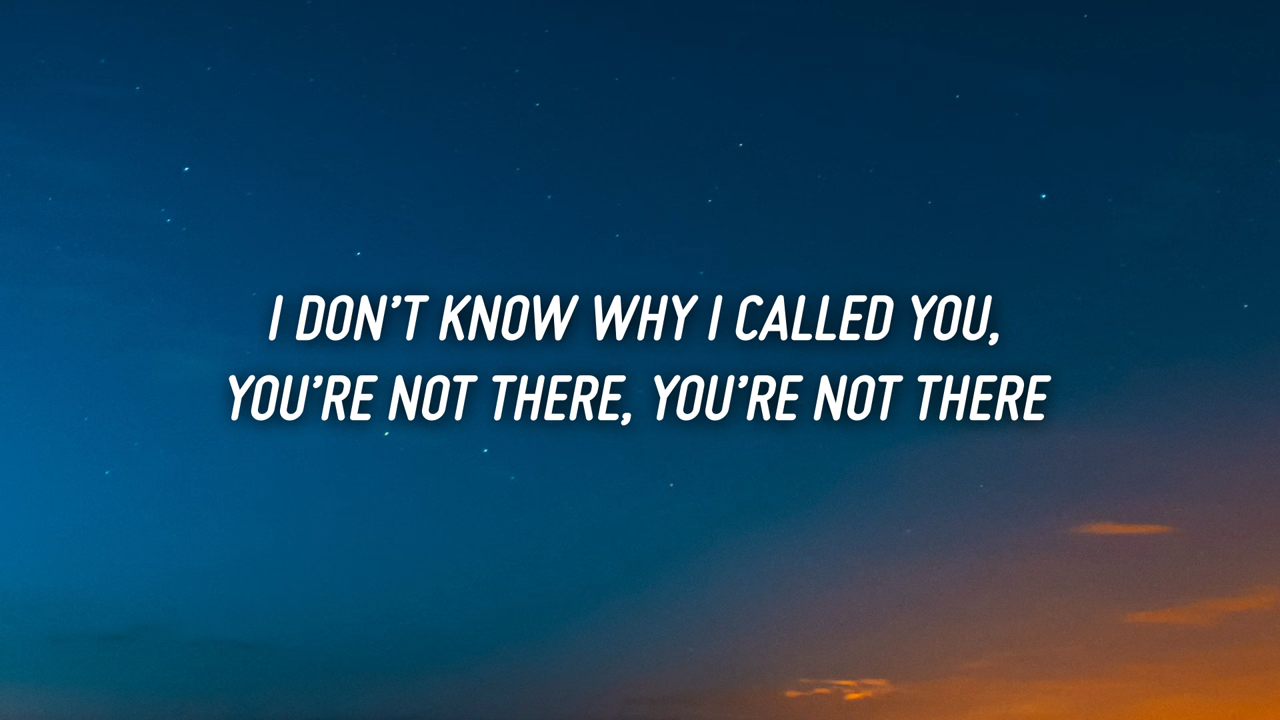 I DON’T KNOW WHY I CALLED YOU,
YOU’RE NOT THERE, YOU’RE NOT THERE